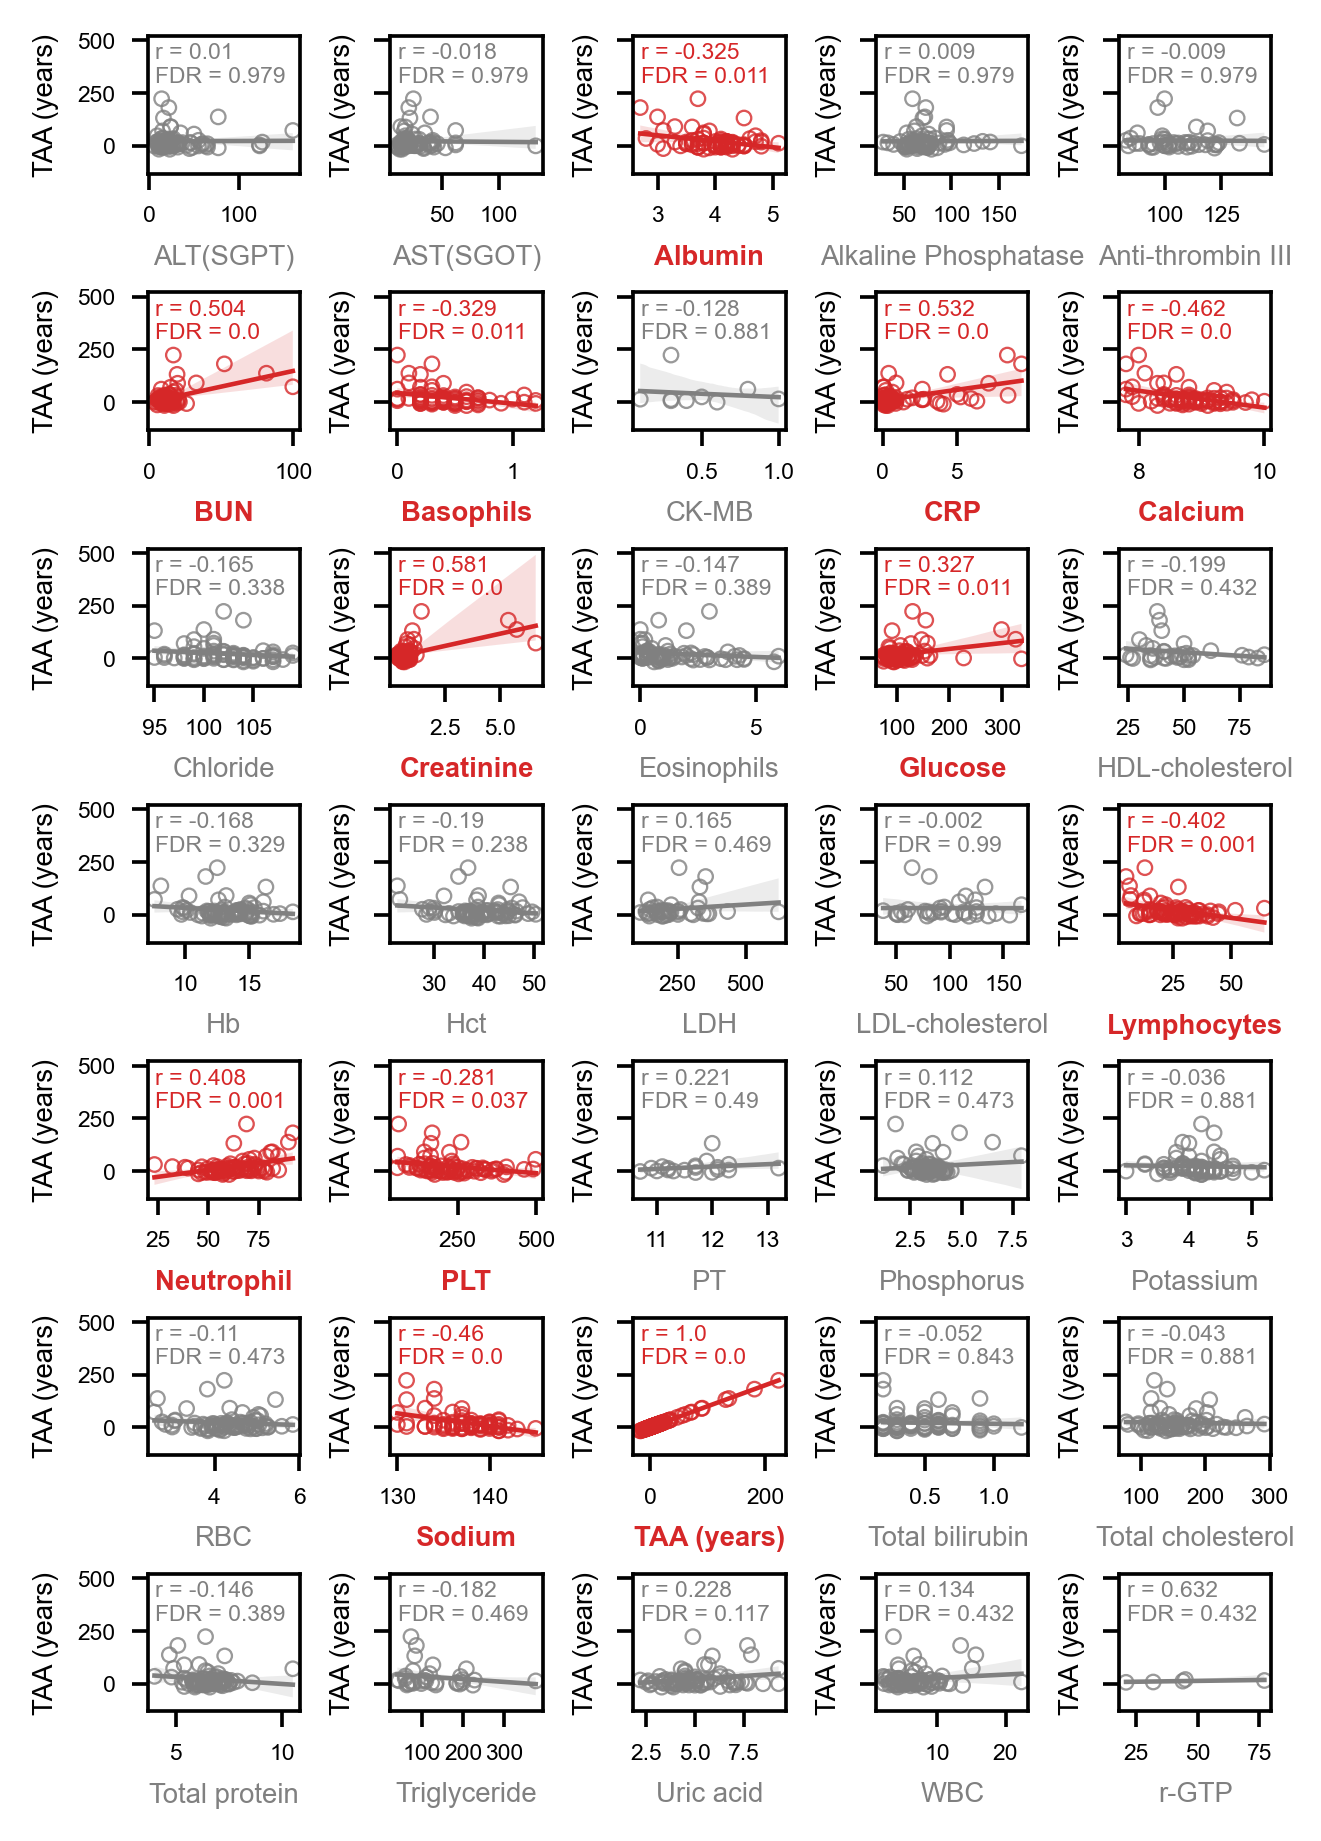 TAA (years)
500
250
0
r = 0.01
FDR = 0.979
0 100
ALT(SGPT)
TAA (years)
r = -0.018
FDR = 0.979
50 100
AST(SGOT)
TAA (years)
r = -0.325
FDR = 0.011
3 4 5
Albumin
TAA (years)
r = 0.009
FDR = 0.979
50 100 150
Alkaline Phosphatase
TAA (years)
r = -0.009
FDR = 0.979
100 125
Anti-thrombin III
TAA (years)
500
250
0
r = 0.504
FDR = 0.0
0 100
BUN
TAA (years)
r = -0.329
FDR = 0.011
0 1
Basophils
TAA (years)
r = -0.128
FDR = 0.881
0.5 1.0
CK-MB
TAA (years)
r = 0.532
FDR = 0.0
0 5
CRP
TAA (years)
r = -0.462
FDR = 0.0
8 10
Calcium
TAA (years)
500
250
0
r = -0.165
FDR = 0.338
95 100 105
Chloride
TAA (years)
r = 0.581
FDR = 0.0
2.5 5.0
Creatinine
TAA (years)
r = -0.147
FDR = 0.389
0 5
Eosinophils
TAA (years)
r = 0.327
FDR = 0.011
100 200 300
Glucose
TAA (years)
r = -0.199
FDR = 0.432
25 50 75
HDL-cholesterol
TAA (years)
500
250
0
r = -0.168
FDR = 0.329
10 15
Hb
TAA (years)
r = -0.19
FDR = 0.238
30 40 50
Hct
TAA (years)
r = 0.165
FDR = 0.469
250 500
LDH
TAA (years)
r = -0.002
FDR = 0.99
50 100 150
LDL-cholesterol
TAA (years)
r = -0.402
FDR = 0.001
25 50
Lymphocytes
TAA (years)
500
250
0
r = 0.408
FDR = 0.001
25 50 75
Neutrophil
TAA (years)
r = -0.281
FDR = 0.037
250 500
PLT
TAA (years)
r = 0.221
FDR = 0.49
11 12 13
PT
TAA (years)
r = 0.112
FDR = 0.473
2.5 5.0 7.5
Phosphorus
TAA (years)
r = -0.036
FDR = 0.881
3 4 5
Potassium
TAA (years)
500
250
0
r = -0.11
FDR = 0.473
4 6
RBC
TAA (years)
r = -0.46
FDR = 0.0
130 140
Sodium
TAA (years)
r = 1.0
FDR = 0.0
0 200
TAA (years)
TAA (years)
r = -0.052
FDR = 0.843
0.5 1.0
Total bilirubin
TAA (years)
r = -0.043
FDR = 0.881
100 200 300
Total cholesterol
TAA (years)
500
250
0
r = -0.146
FDR = 0.389
5 10
Total protein
TAA (years)
r = -0.182
FDR = 0.469
100 200 300
Triglyceride
TAA (years)
r = 0.228
FDR = 0.117
2.5 5.0 7.5
Uric acid
TAA (years)
r = 0.134
FDR = 0.432
10 20
WBC
TAA (years)
r = 0.632
FDR = 0.432
25 50 75
r-GTP